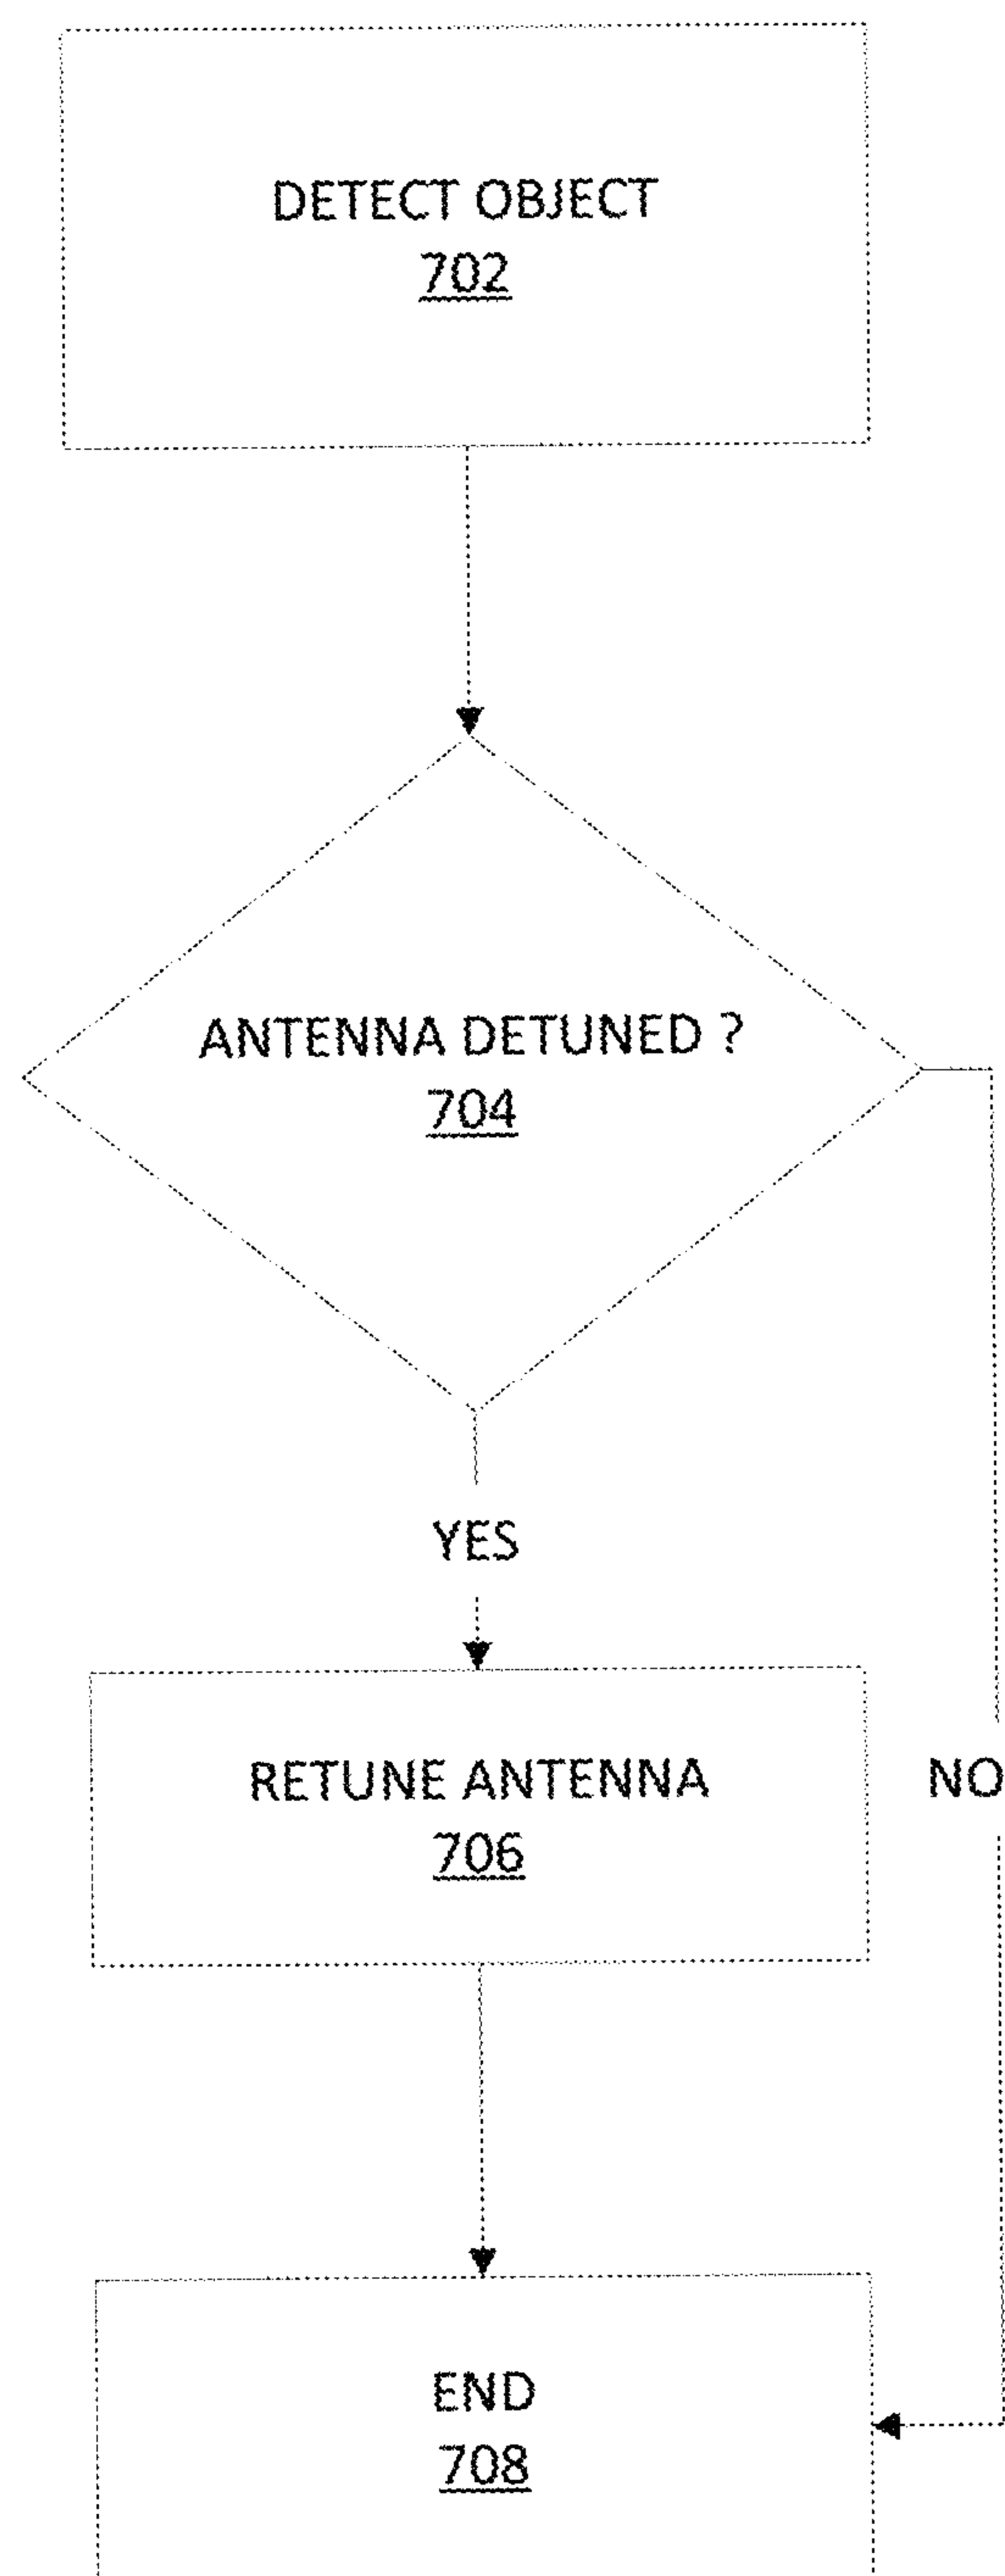 DETECT OBJECT
702
ANTENNA DETUNED ?
704
YES
RETUNE ANTENNA
706
NO
END
708